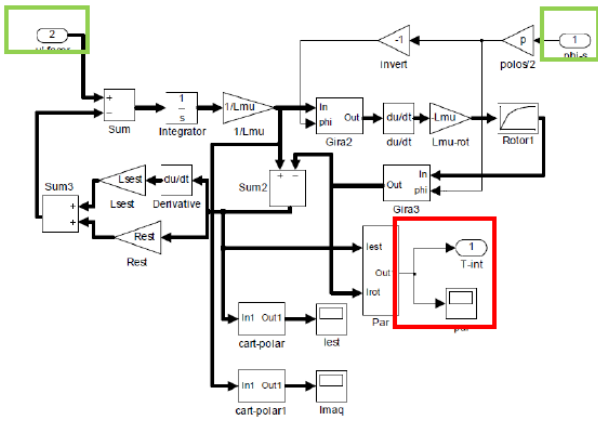 2
-1
p
1
invert
polos/2
phi-s
+
−
Sum
1
s
Integrator
1/Lmu
1/Lmu
In
phi
Out
Gira2
du/dt
du/dt
-Lmu
Lmu-rot
Rotor1
Sum3
+
+
Lsest
Lsest
du/dt
Derivative
Rest
Rest
+
−
Sum2
In
phi
Out
Gira3
Iest
Irot
Out1
Par
1
T-int
In1
Out1
cart-polar
Iest
In1
Out1
cart-polar1
Imaq